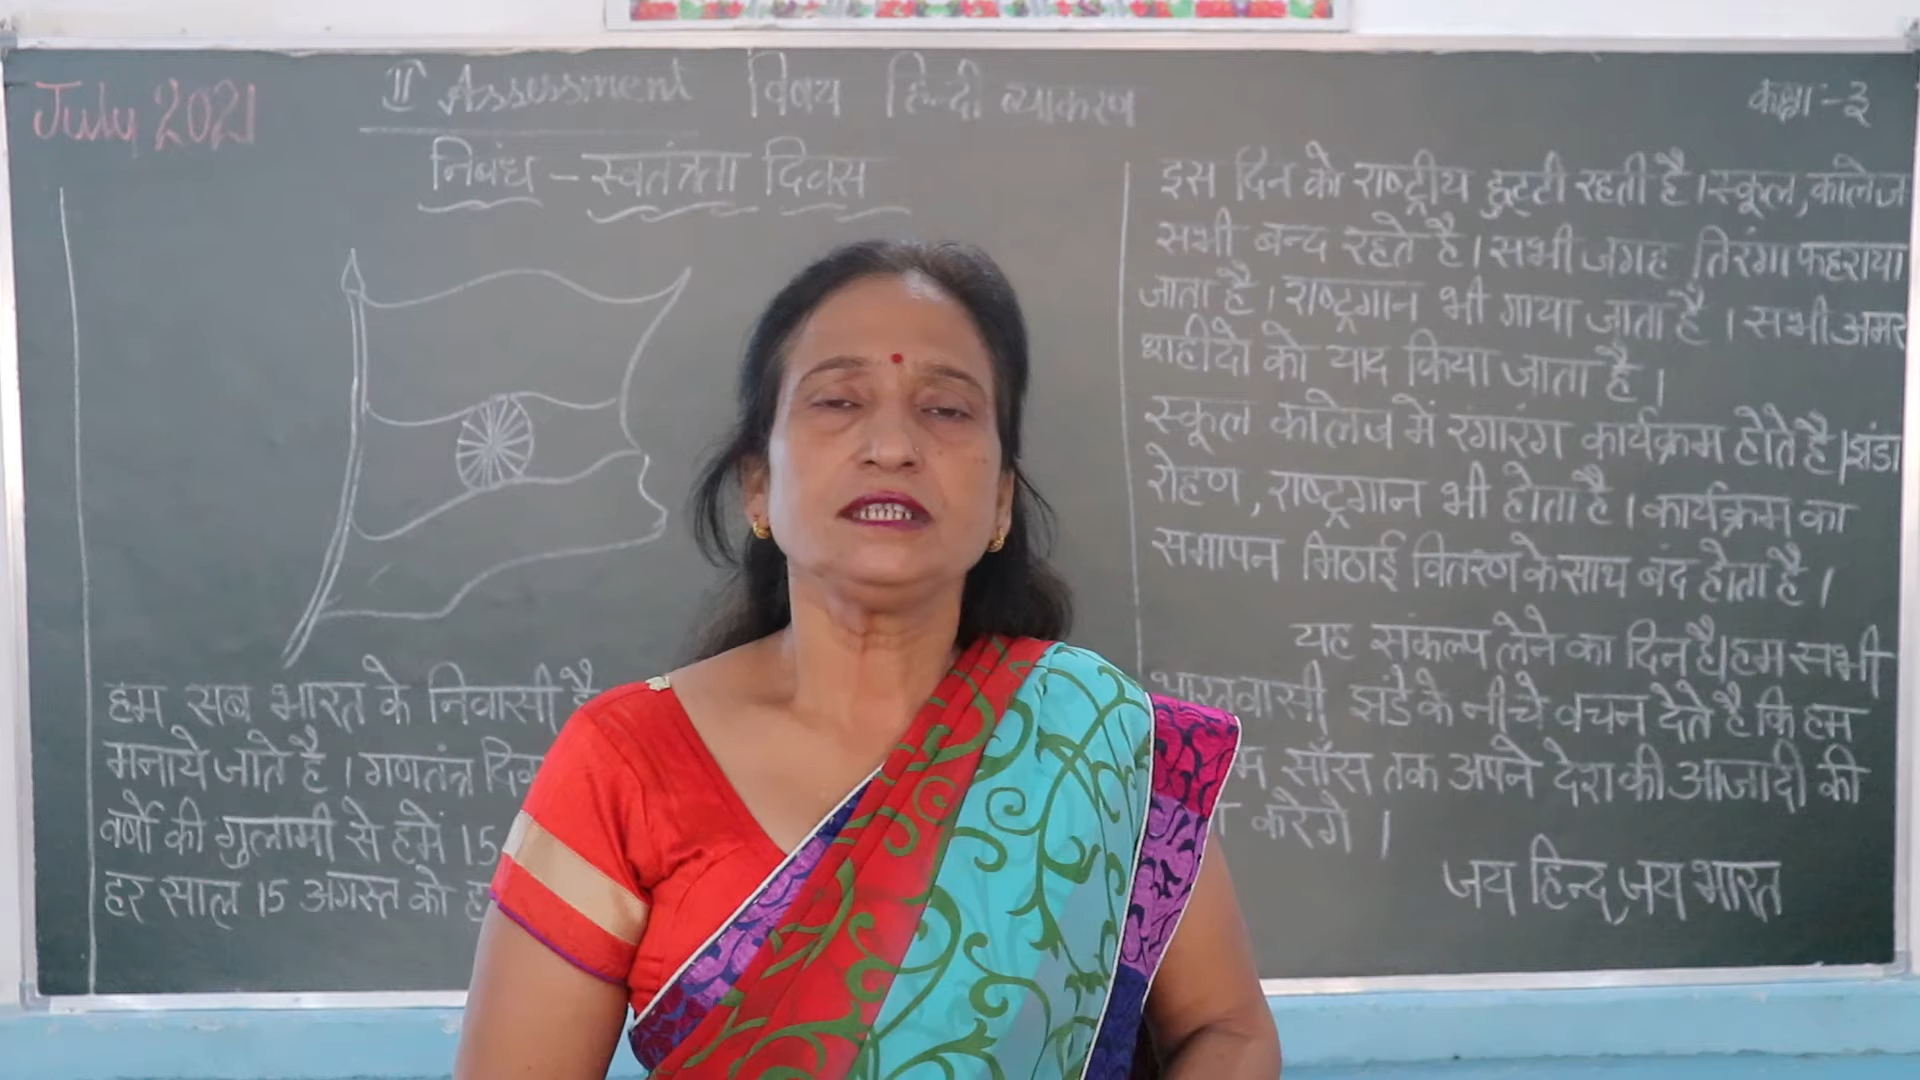 July 2021
II Assessment विषय हिन्दी व्याकरण
कक्षा-३
निबंध - स्वतंत्रता दिवस
हम सब भारत के निवासी है
मनाये जाते है । गणतंत्र दिव
वर्षो की गुलामी से हमें 15
हर साल 15 अगस्त को ह
इस दिन को राष्ट्रीय छुट्टी रहती है । स्कूल, कालेज
सभी बन्द रहते है । सभी जगह तिरंगा फहराया
जाता है । राष्ट्रगान भी गाया जाता है । सभी अमर
शहीदो को याद किया जाता है ।
स्कूल कालेज में रंगारंग कार्यक्रम होते है । झंडा
रोहण, राष्ट्रगान भी होता है । कार्यक्रम का
समापन मिठाई वितरण के साथ बंद होता है ।
यह संकल्प लेने का दिन है । हम सभी
भारतवासी झंडे के नीचे वचन देते है कि हम
साँस तक अपने देश की आजादी की
करेगे ।
जय हिन्द, जय भारत